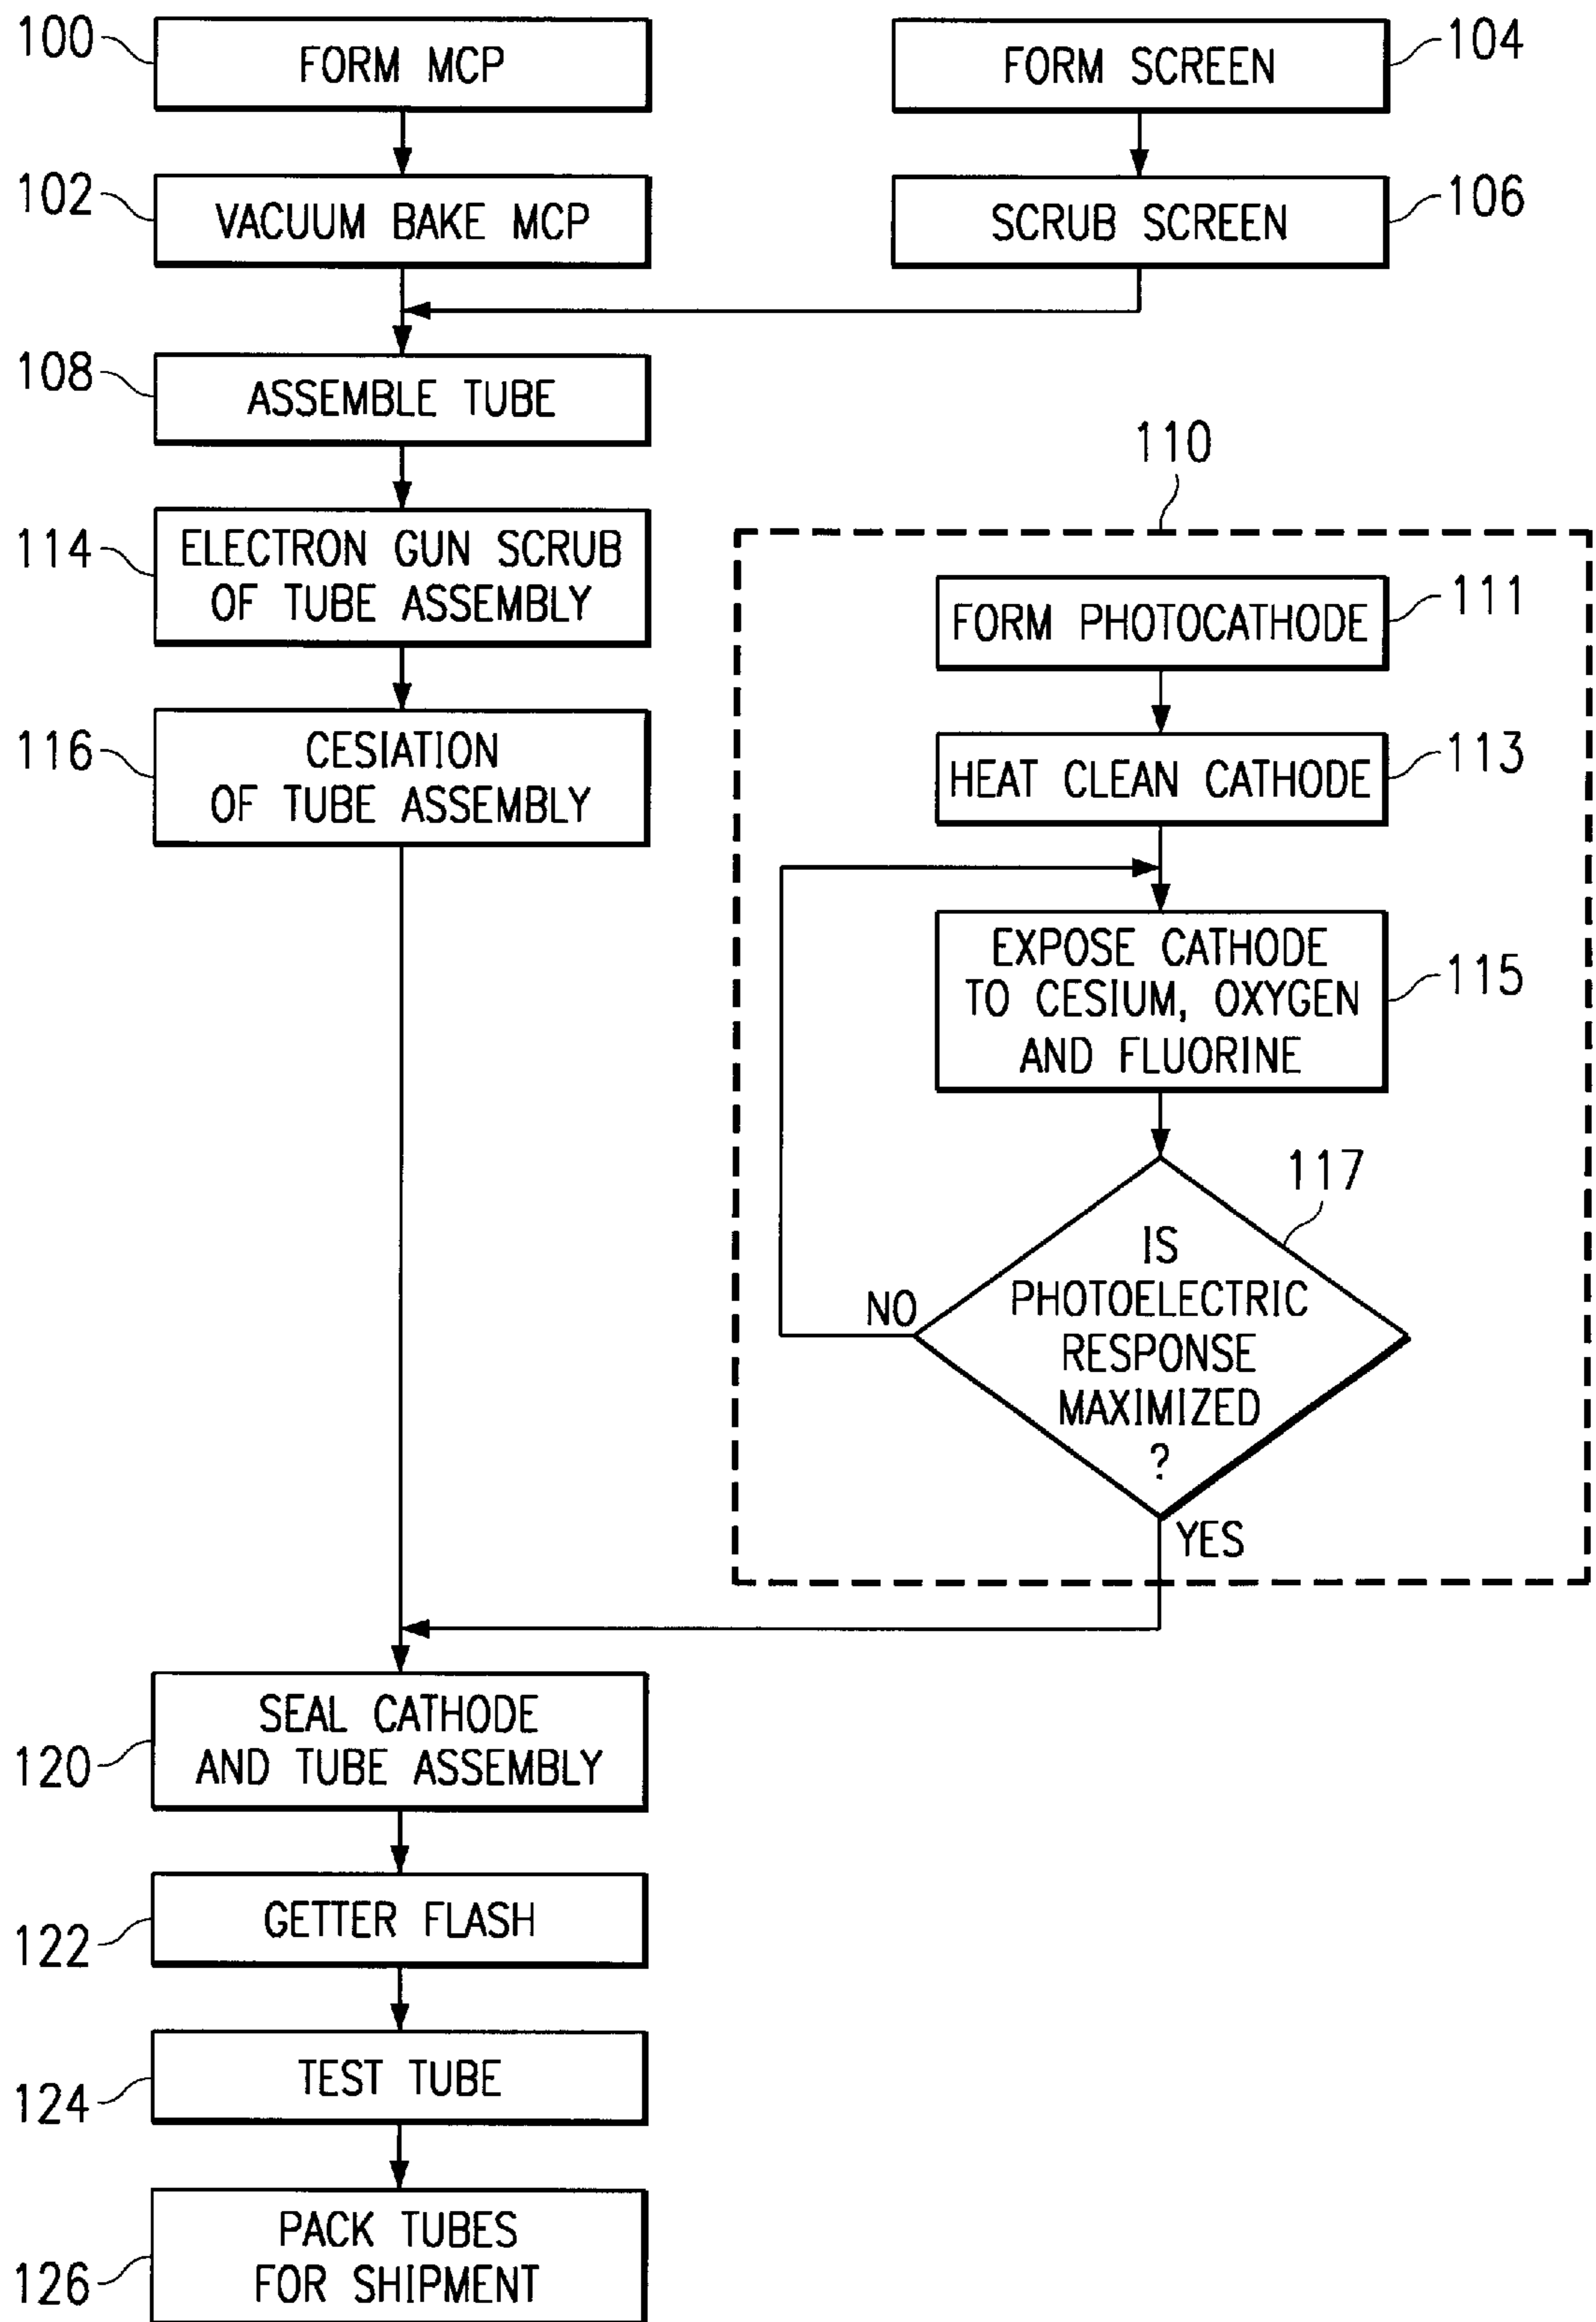 100
FORM MCP
FORM SCREEN
104
102
VACUUM BAKE MCP
SCRUB SCREEN
106
108
ASSEMBLE TUBE
110
114
ELECTRON GUN SCRUB
OF TUBE ASSEMBLY
FORM PHOTOCATHODE
111
116
CESIATION
OF TUBE ASSEMBLY
HEAT CLEAN CATHODE
113
EXPOSE CATHODE
TO CESIUM, OXYGEN
AND FLUORINE
115
117
IS
PHOTOELECTRIC
RESPONSE
MAXIMIZED
?
NO
YES
SEAL CATHODE
AND TUBE ASSEMBLY
120
GETTER FLASH
122
TEST TUBE
124
PACK TUBES
FOR SHIPMENT
126